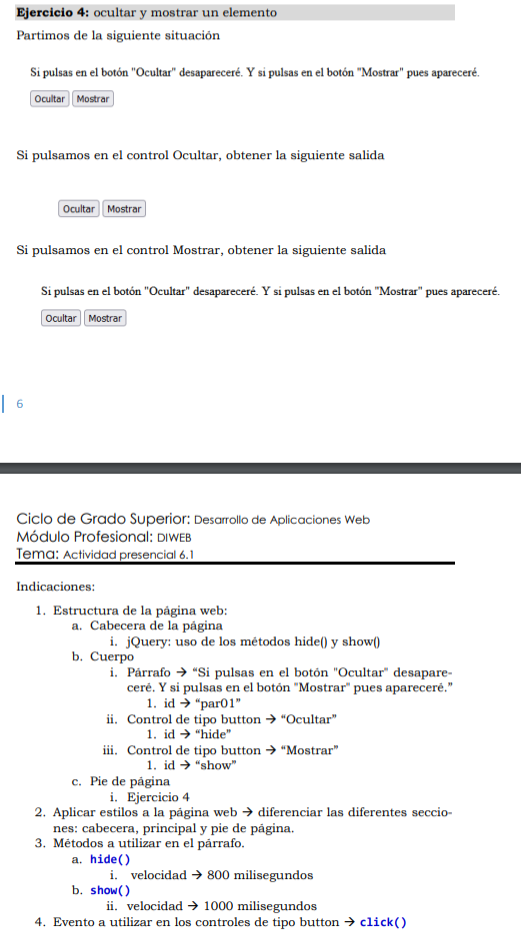 Ejercicio 4: ocultar y mostrar un elemento
Partimos de la siguiente situación
Si pulsas en el botón "Ocultar" desapareceré. Y si pulsas en el botón "Mostrar" pues apareceré.
Ocultar Mostrar
Si pulsamos en el control Ocultar, obtener la siguiente salida
Ocultar Mostrar
Si pulsamos en el control Mostrar, obtener la siguiente salida
Si pulsas en el botón "Ocultar" desapareceré. Y si pulsas en el botón "Mostrar" pues apareceré.
Ocultar Mostrar
6
Ciclo de Grado Superior: Desarrollo de Aplicaciones Web
Módulo Profesional: DIWEB
Tema: Actividad presencial 6.1
Indicaciones:
1. Estructura de la página web:
a. Cabecera de la página
i. jQuery: uso de los métodos hide() y show()
b. Cuerpo
i. Párrafo → “Si pulsas en el botón "Ocultar" desapare-
ceré. Y si pulsas en el botón "Mostrar" pues apareceré.”
1. id → “par01”
ii. Control de tipo button → “Ocultar”
1. id → “hide”
iii. Control de tipo button → “Mostrar”
1. id → “show”
c. Pie de página
i. Ejercicio 4
2. Aplicar estilos a la página web → diferenciar las diferentes seccio-
nes: cabecera, principal y pie de página.
3. Métodos a utilizar en el párrafo.
a. hide()
i. velocidad → 800 milisegundos
b. show()
ii. velocidad → 1000 milisegundos
4. Evento a utilizar en los controles de tipo button → click()